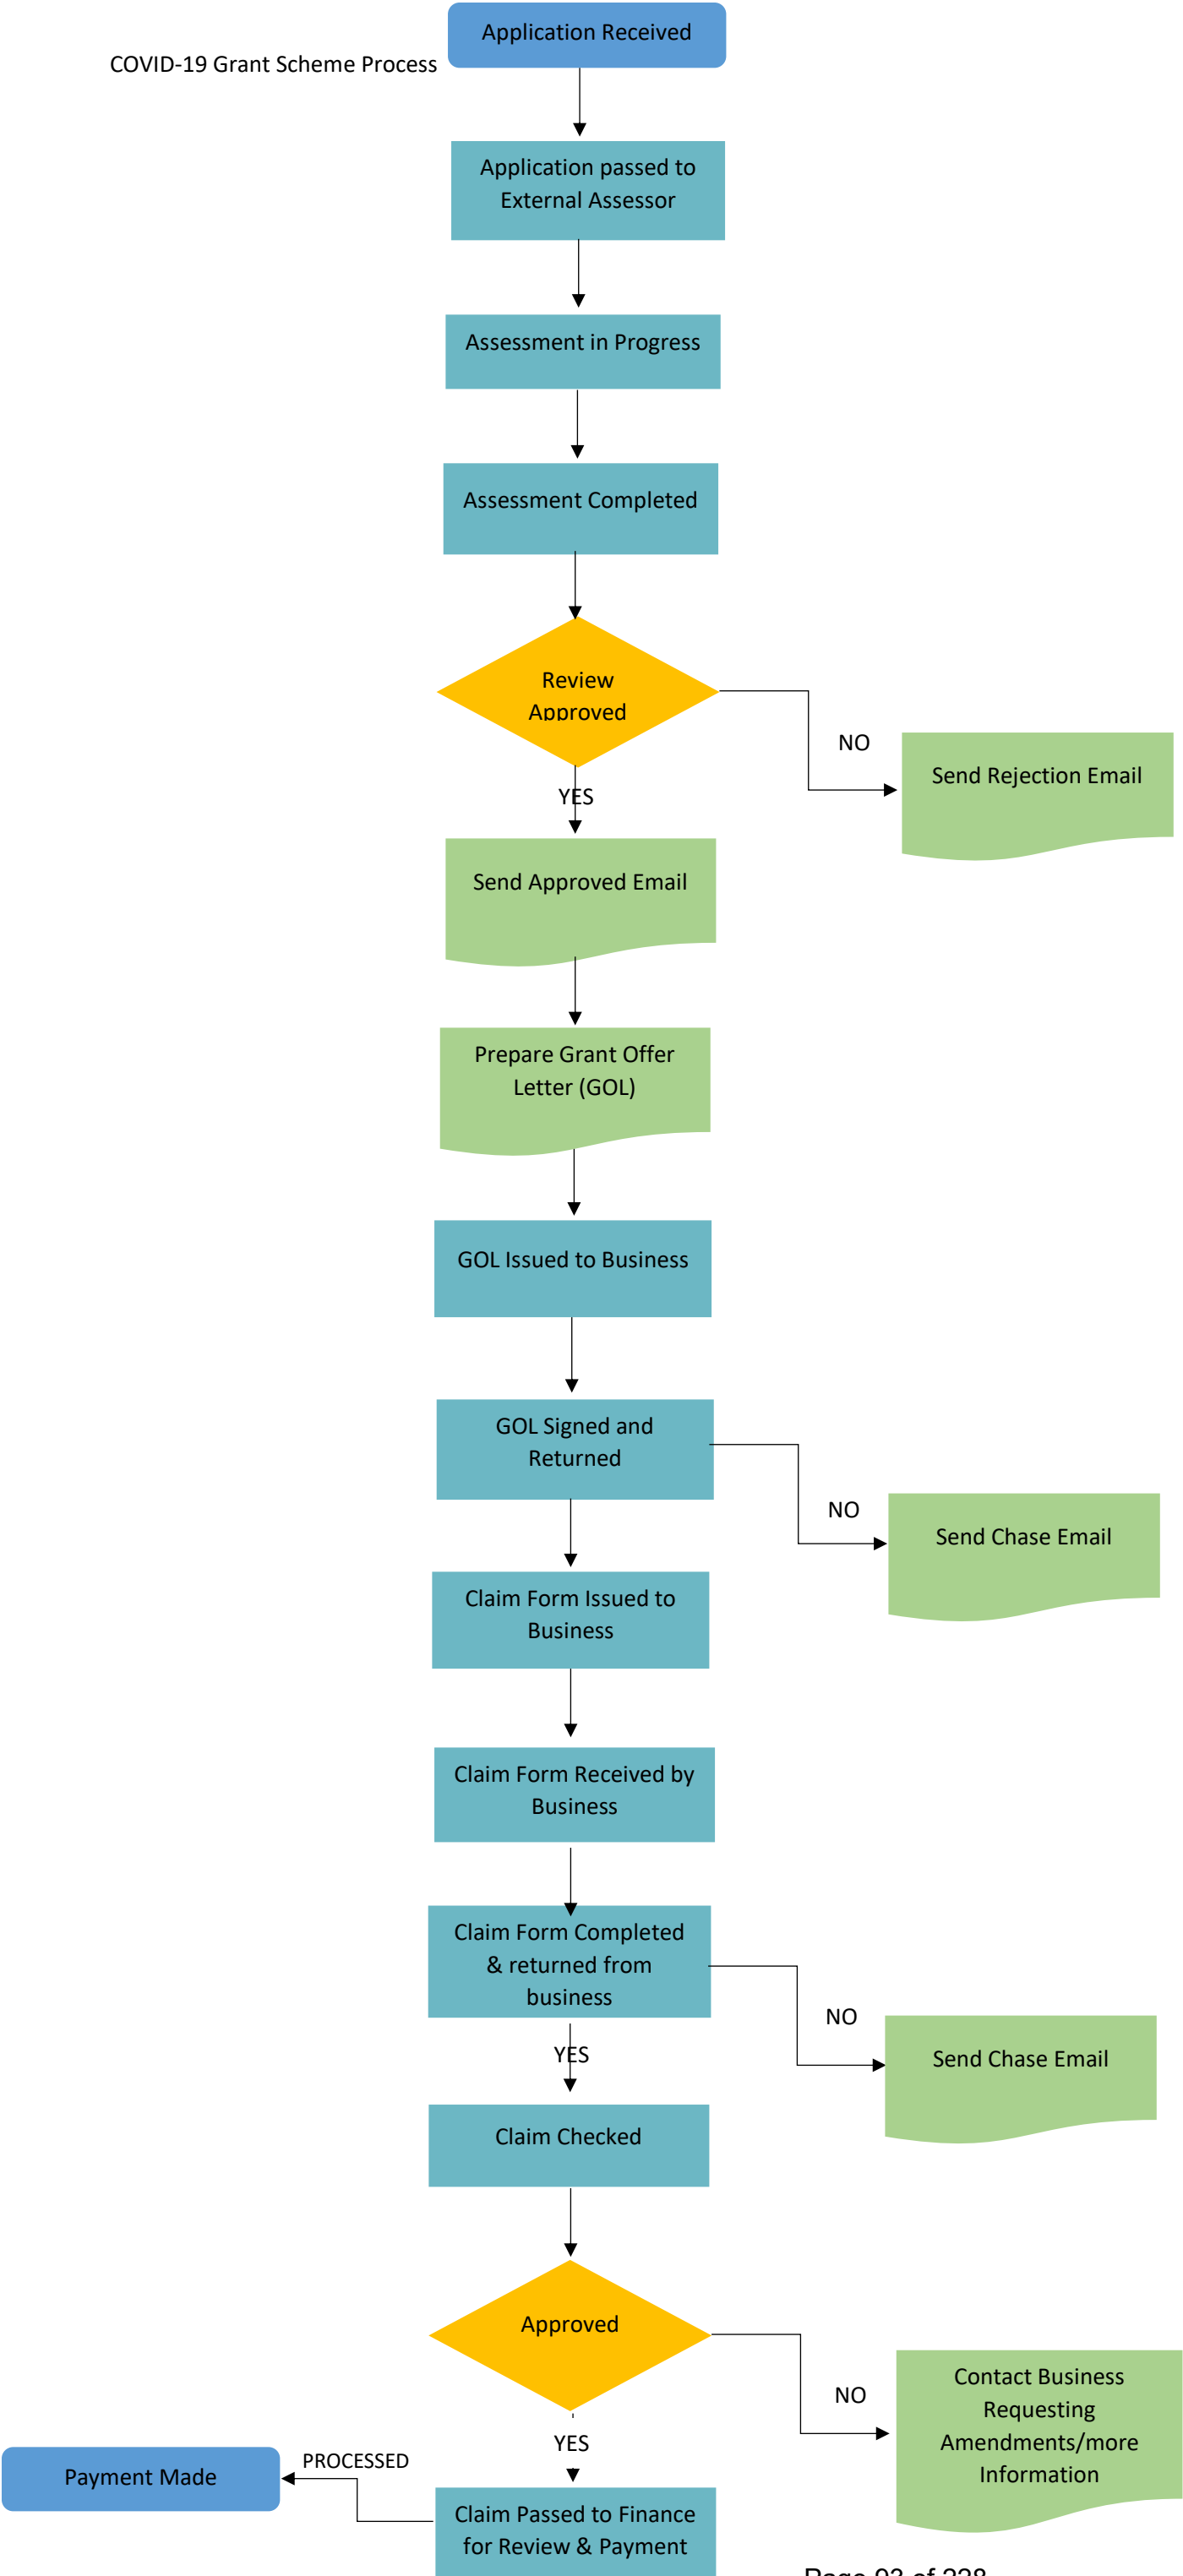 Application Received
COVID-19 Grant Scheme Process
Application passed to
External Assessor
Assessment in Progress
Assessment Completed
Review
Approved
NO
Send Rejection Email
YES
Send Approved Email
Prepare Grant Offer
Letter (GOL)
GOL Issued to Business
GOL Signed and
Returned
NO
Send Chase Email
Claim Form Issued to
Business
Claim Form Received by
Business
Claim Form Completed
& returned from
business
NO
YES
Send Chase Email
Claim Checked
Approved
NO
Contact Business
Requesting
Amendments/more
Information
YES
PROCESSED
Payment Made
Claim Passed to Finance
for Review & Payment
Page 93 of 228